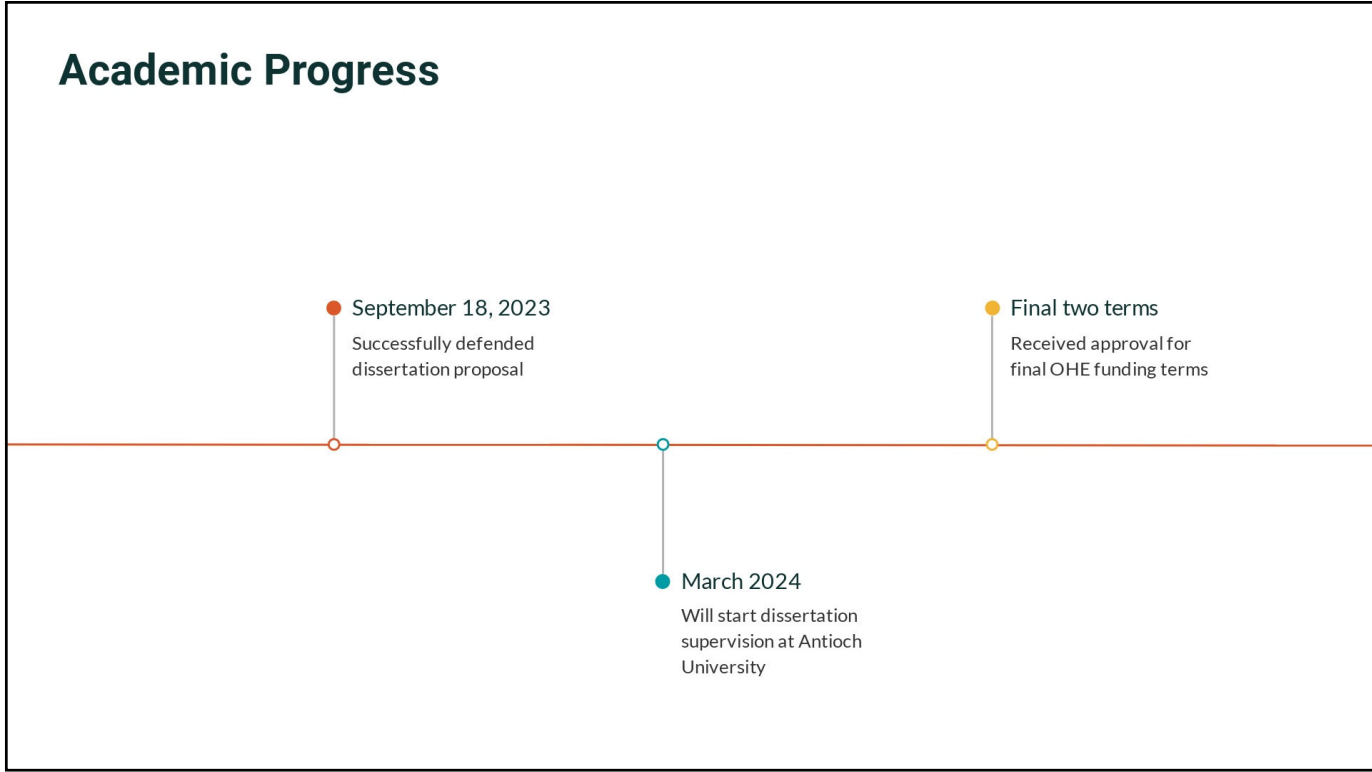 Academic Progress
September 18, 2023
Successfully defended
dissertation proposal
Final two terms
Received approval for
final OHE funding terms
March 2024
Will start dissertation
supervision at Antioch
University